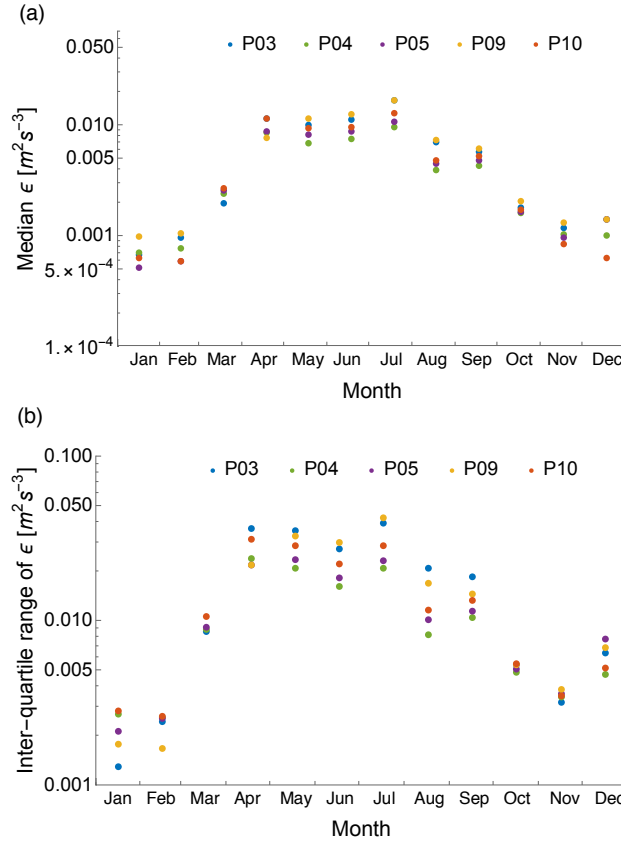 (a)
0.050
P03 P04 P05 P09 P10
0.010
0.005
0.001
5.×10⁻⁴
1.×10⁻⁴
Median ϵ [m²s⁻³]
Jan Feb Mar Apr May Jun Jul Aug Sep Oct Nov Dec
Month
(b)
0.100
P03 P04 P05 P09 P10
0.050
0.010
0.005
0.001
Inter-quartile range of ϵ [m²s⁻³]
Jan Feb Mar Apr May Jun Jul Aug Sep Oct Nov Dec
Month